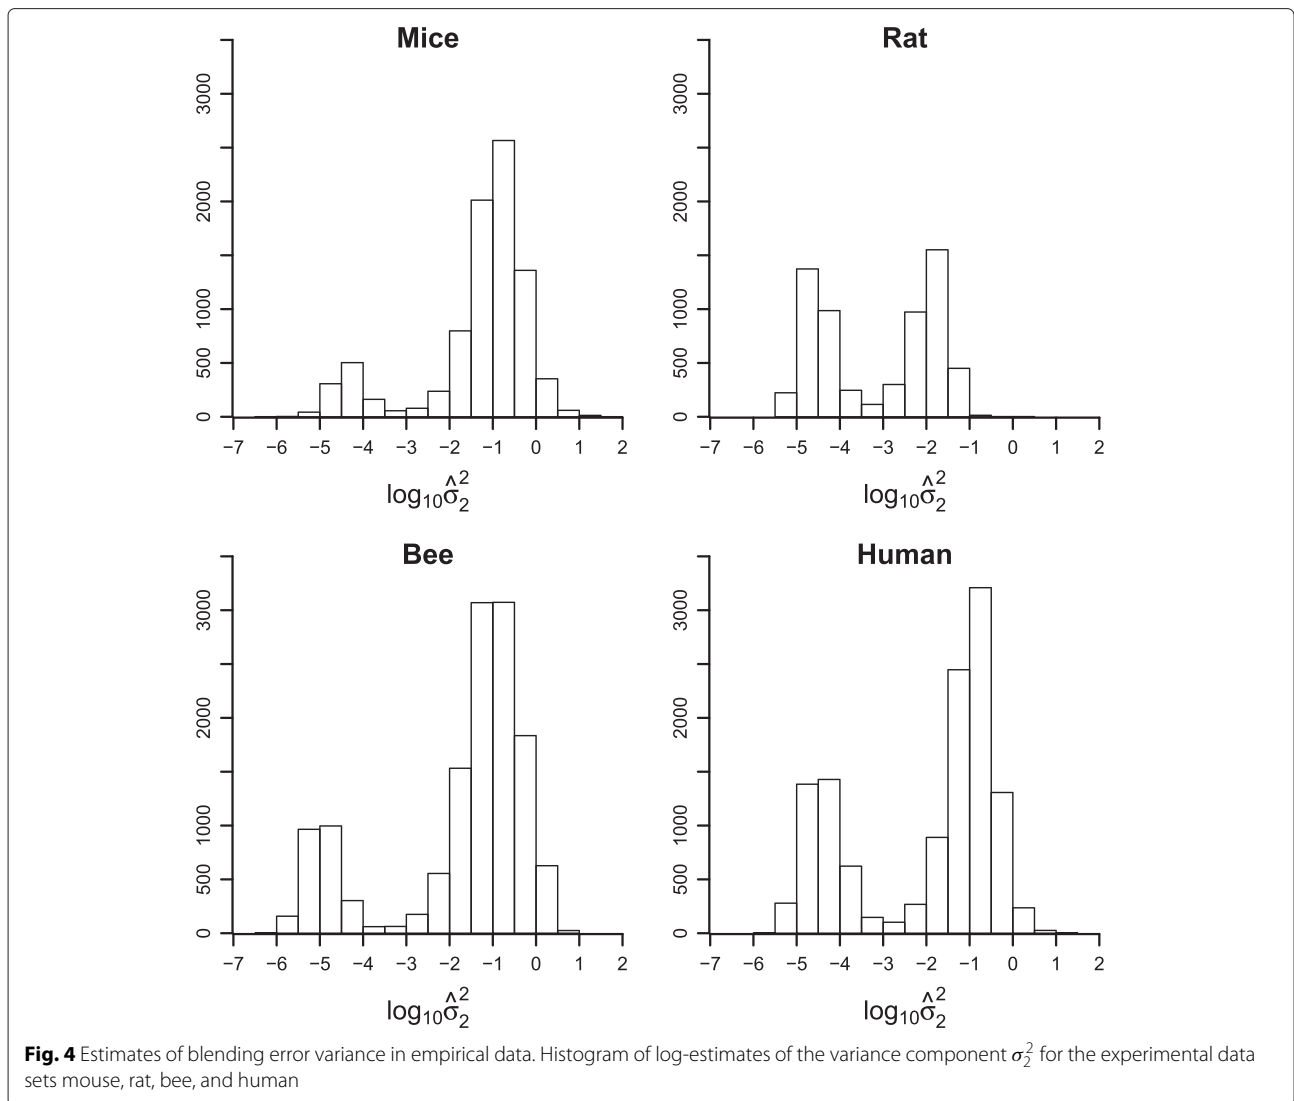 Mice
3000
2000
1000
500
0
−7 −6 −5 −4 −3 −2 −1 0 1 2
log₁₀σ̂₂²
Rat
3000
2000
1000
500
0
−7 −6 −5 −4 −3 −2 −1 0 1 2
log₁₀σ̂₂²
Bee
3000
2000
1000
500
0
−7 −6 −5 −4 −3 −2 −1 0 1 2
log₁₀σ̂₂²
Human
3000
2000
1000
500
0
−7 −6 −5 −4 −3 −2 −1 0 1 2
log₁₀σ̂₂²
Fig. 4 Estimates of blending error variance in empirical data. Histogram of log-estimates of the variance component σ₂² for the experimental data
sets mouse, rat, bee, and human